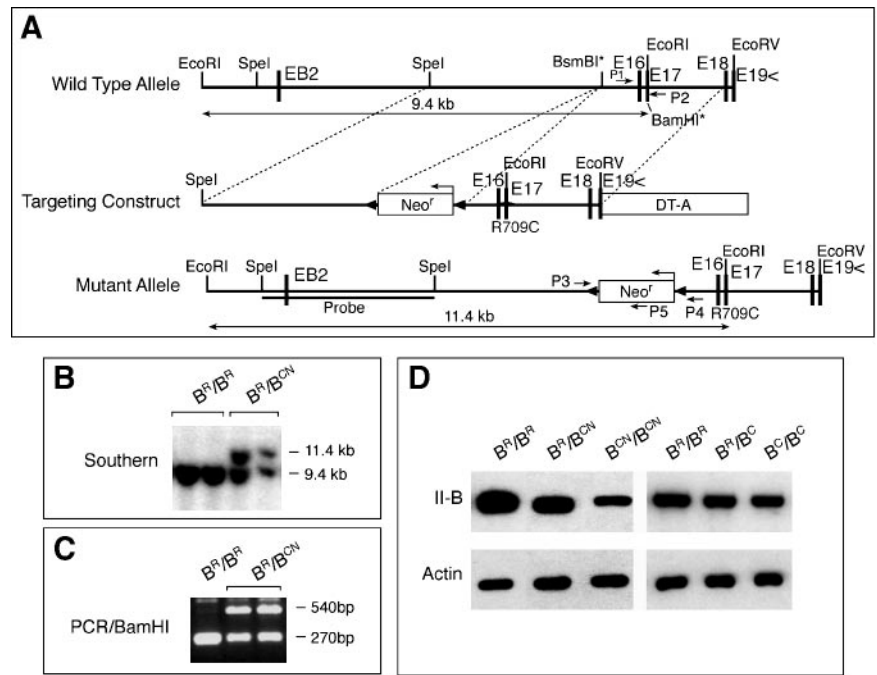 A
EcoRI SpeI EB2 SpeI BsmBI* E16 EcoRI E18 EcoRV
Wild Type Allele P1 E17 E19<
P2
9.4 kb BamHI*
SpeI E16 EcoRI EcoRV
E17 E18 E19<
Targeting Construct Neoʳ DT-A
R709C
EcoRI SpeI EB2 SpeI E16 EcoRI E18 EcoRV
Mutant Allele P3 E17 E19<
Probe Neoʳ P5 P4 R709C
11.4 kb
B
Bᴿ/Bᴿ Bᴿ/Bᶜᴺ
Southern
– 11.4 kb
– 9.4 kb
C
Bᴿ/Bᴿ Bᴿ/Bᶜᴺ
PCR/BamHI
– 540bp
– 270bp
D
Bᴿ/Bᴿ Bᴿ/Bᶜᴺ Bᶜᴺ/Bᶜᴺ Bᴿ/Bᴿ Bᴿ/Bᶜ Bᶜ/Bᶜ
II-B
Actin